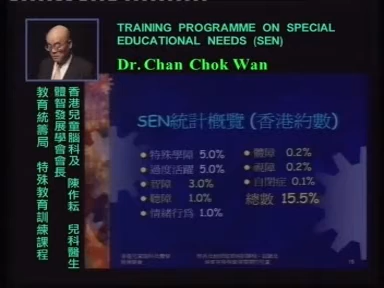 TRAINING PROGRAMME ON SPECIAL
EDUCATIONAL NEEDS (SEN)
Dr. Chan Chok Wan
香港兒童腦科及 陳作耘 兒科醫生
體智發展學會會長
教育統籌局 特殊教育訓練課程
SEN統計概覽 (香港約數)
特殊學障 5.0%
過度活躍 5.0%
智障 3.0%
聽障 1.0%
情緒行為 1.0%
體障 0.2%
視障 0.2%
自閉症 0.1%
總數 15.5%